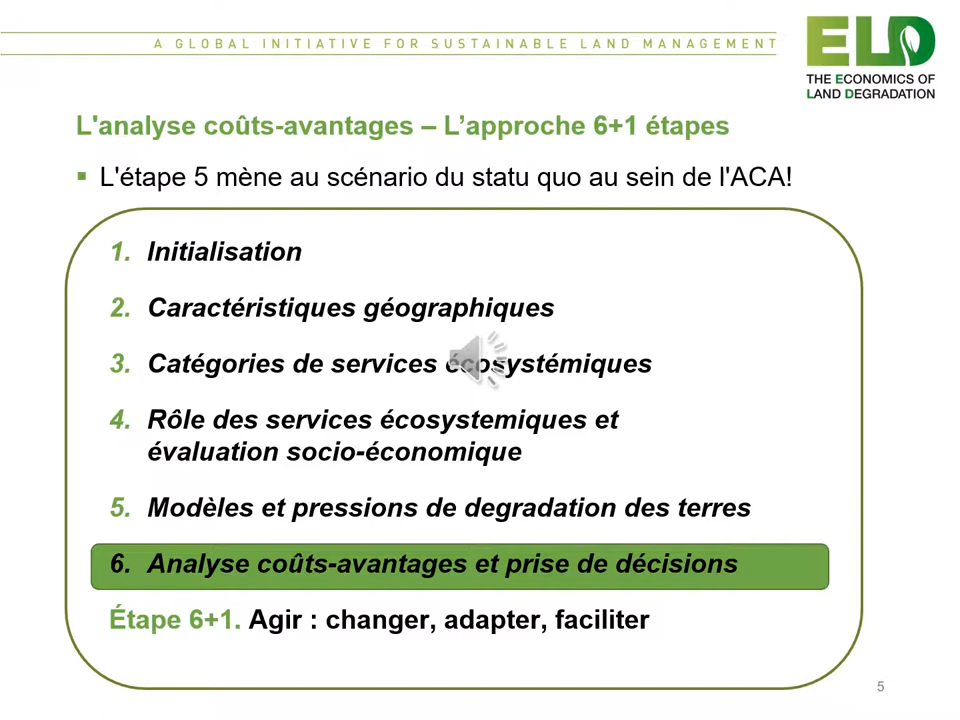 A GLOBAL INITIATIVE FOR SUSTAINABLE LAND MANAGEMENT
ELD
THE ECONOMICS OF
LAND DEGRADATION
L'analyse coûts-avantages – L’approche 6+1 étapes
▪ L'étape 5 mène au scénario du statu quo au sein de l'ACA!
1. Initialisation
2. Caractéristiques géographiques
3. Catégories de services écosystémiques
4. Rôle des services écosystemiques et
évaluation socio-économique
5. Modèles et pressions de degradation des terres
6. Analyse coûts-avantages et prise de décisions
Étape 6+1. Agir : changer, adapter, faciliter
5